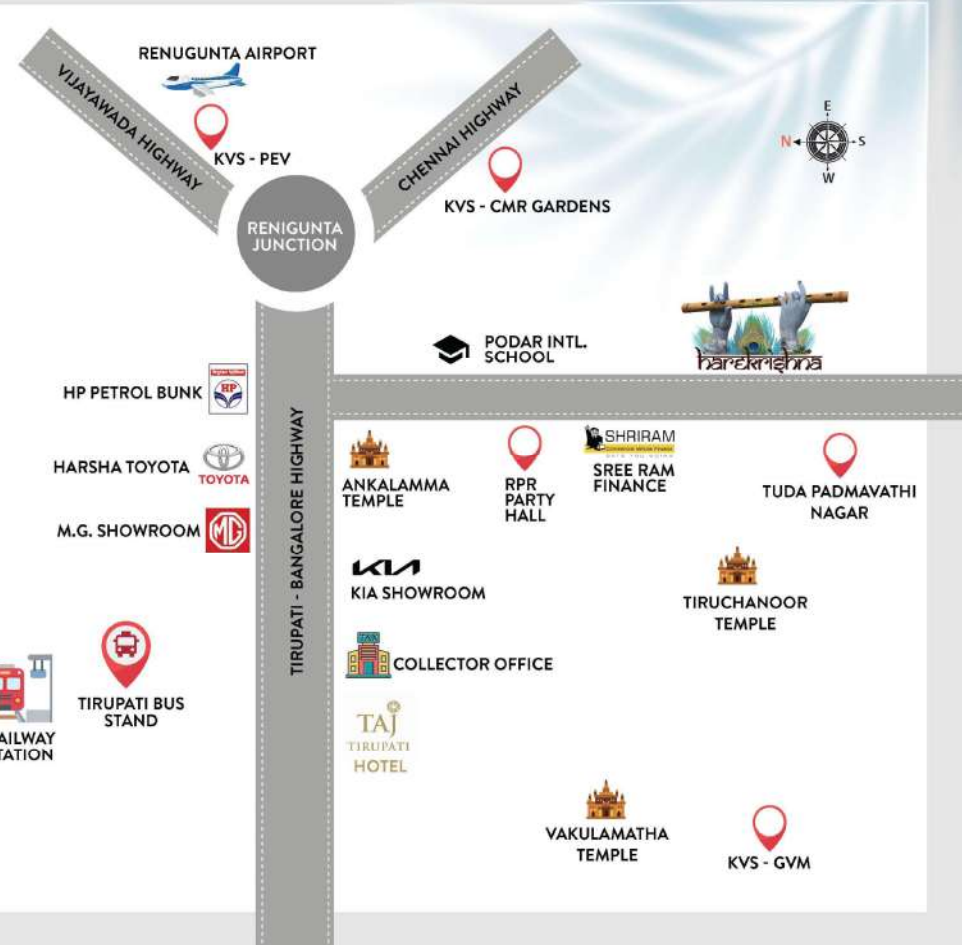 RENUGUNTA AIRPORT
VIJAYAWADA HIGHWAY
CHENNAI HIGHWAY
E
N
S
W
KVS - PEV
KVS - CMR GARDENS
RENIGUNTA
JUNCTION
PODAR INTL.
SCHOOL
harekrishna
HP PETROL BUNK
HP
HARSHA TOYOTA
TOYOTA
M.G. SHOWROOM
MG
TIRUPATI - BANGALORE HIGHWAY
ANKALAMMA
TEMPLE
RPR
PARTY
HALL
SHRIRAM
SREE RAM
FINANCE
TUDA PADMAVATHI
NAGAR
KIA
KIA SHOWROOM
TIRUCHANOOR
TEMPLE
COLLECTOR OFFICE
TIRUPATI BUS
STAND
TAJ
TIRUPATI
HOTEL
VAKULAMATHA
TEMPLE
KVS - GVM